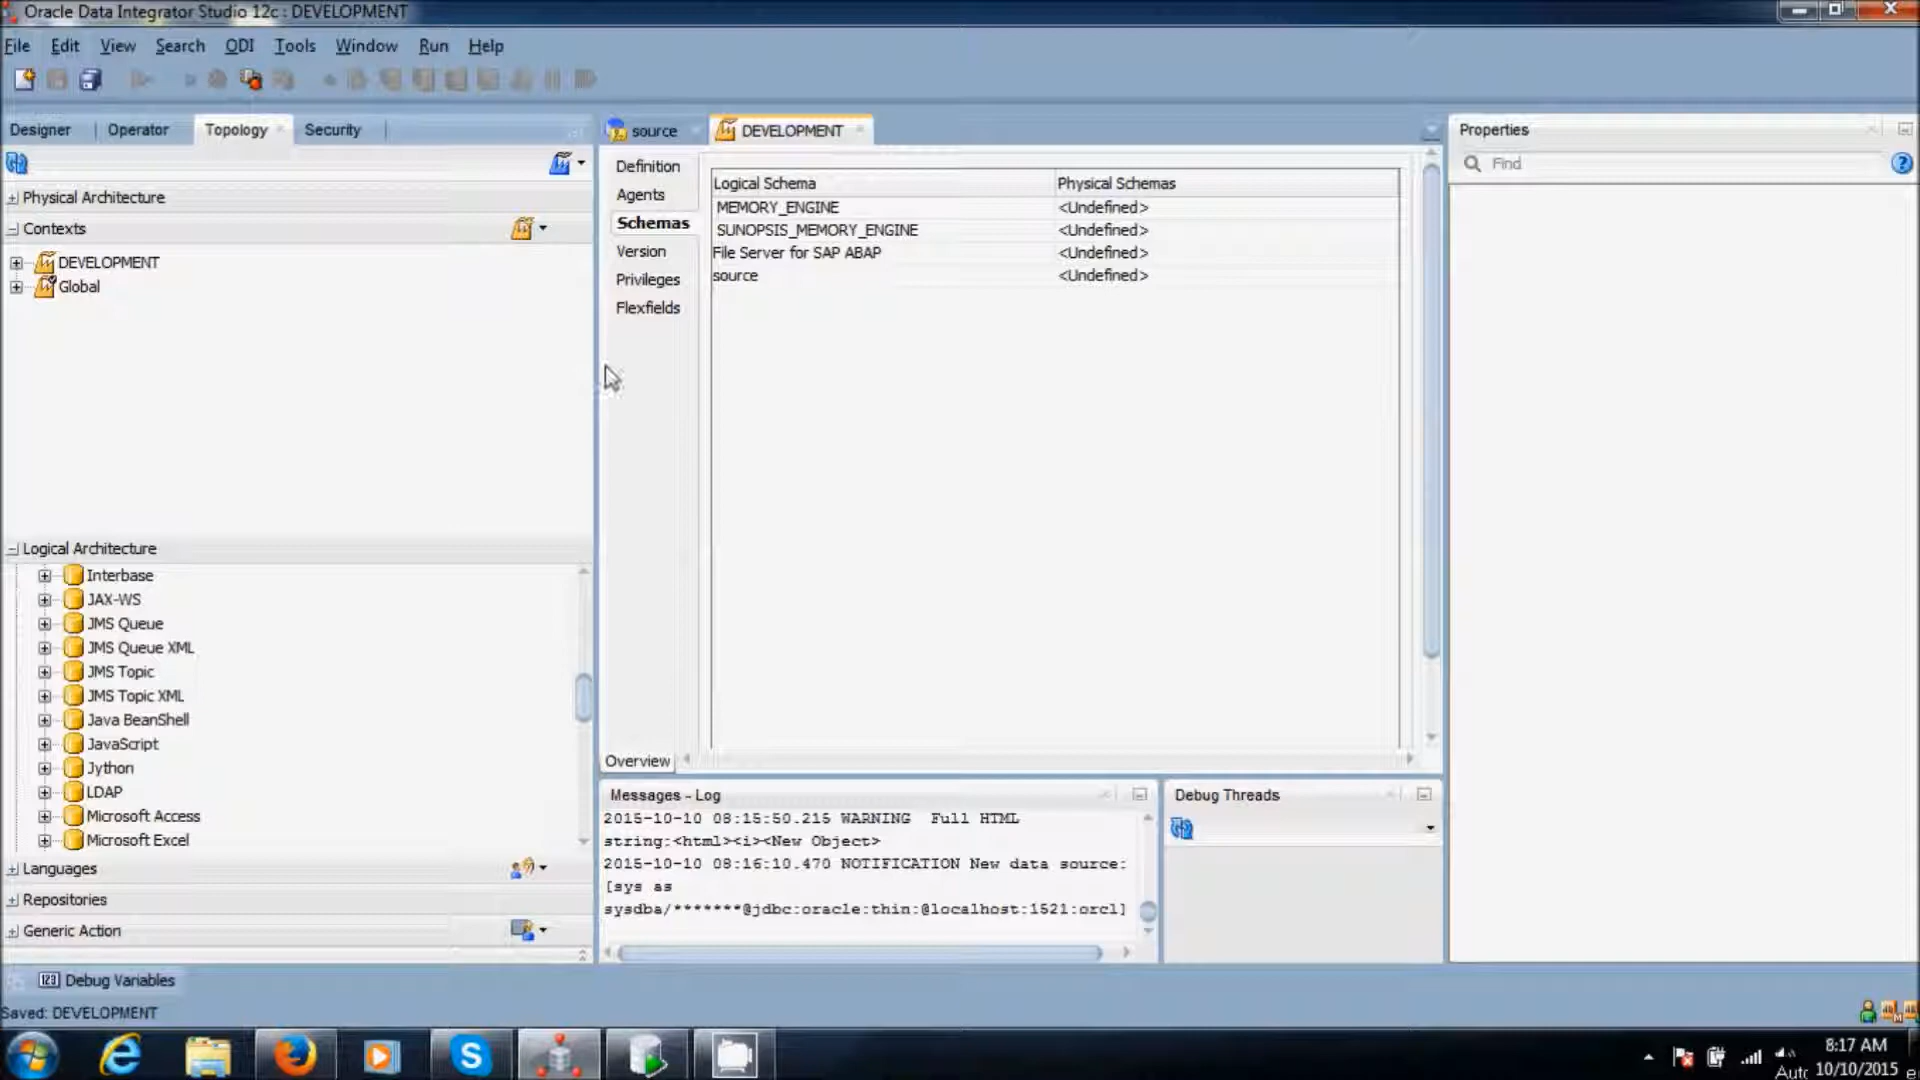 Oracle Data Integrator Studio 12c : DEVELOPMENT
File Edit View Search ODI Tools Window Run Help
Designer Operator Topology Security
source DEVELOPMENT
Properties
Find
Physical Architecture
Contexts
DEVELOPMENT
Global
Definition
Agents
Schemas
Version
Privileges
Flexfields
Logical Schema Physical Schemas
MEMORY_ENGINE <Undefined>
SUNOPSIS_MEMORY_ENGINE <Undefined>
File Server for SAP ABAP <Undefined>
source <Undefined>
Logical Architecture
Interbase
JAX-WS
JMS Queue
JMS Queue XML
JMS Topic
JMS Topic XML
Java BeanShell
JavaScript
Jython
LDAP
Microsoft Access
Microsoft Excel
Languages
Repositories
Generic Action
Overview
Messages - Log
2015-10-10 08:15:50.215 WARNING Full HTML
string:<html><i><New Object>
2015-10-10 08:16:10.470 NOTIFICATION New data source:
[sys as
sysdba/*******@jdbc:oracle:thin:@localhost:1521:orcl]
Debug Threads
123 Debug Variables
Saved: DEVELOPMENT
8:17 AM
10/10/2015